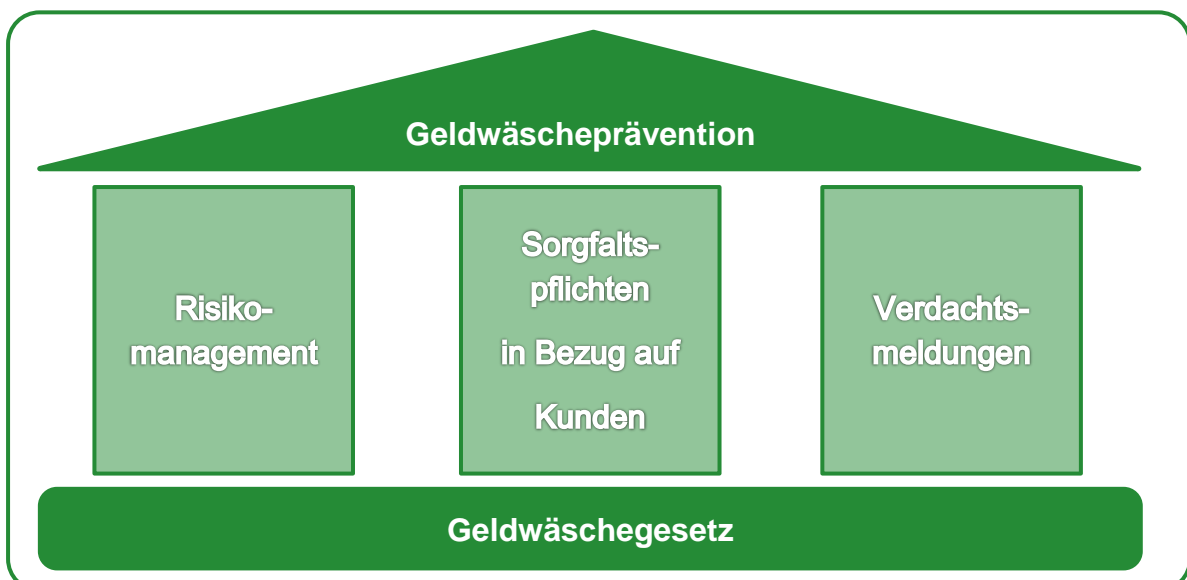 Geldwäscheprävention
Risiko-
management
Sorgfalts-
pflichten
in Bezug auf
Kunden
Verdachts-
meldungen
Geldwäschegesetz